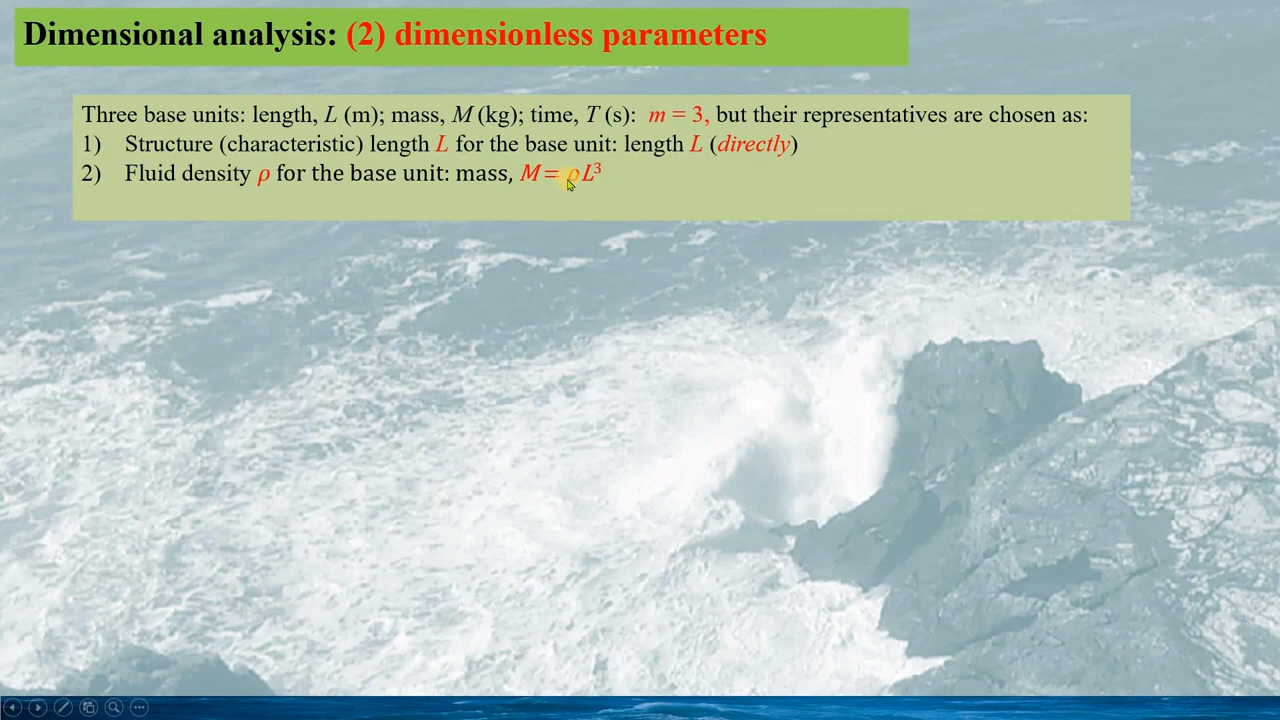 Dimensional analysis: (2) dimensionless parameters
Three base units: length, L (m); mass, M (kg); time, T (s): m = 3, but their representatives are chosen as:
1) Structure (characteristic) length L for the base unit: length L (directly)
2) Fluid density ρ for the base unit: mass, M = ρL³